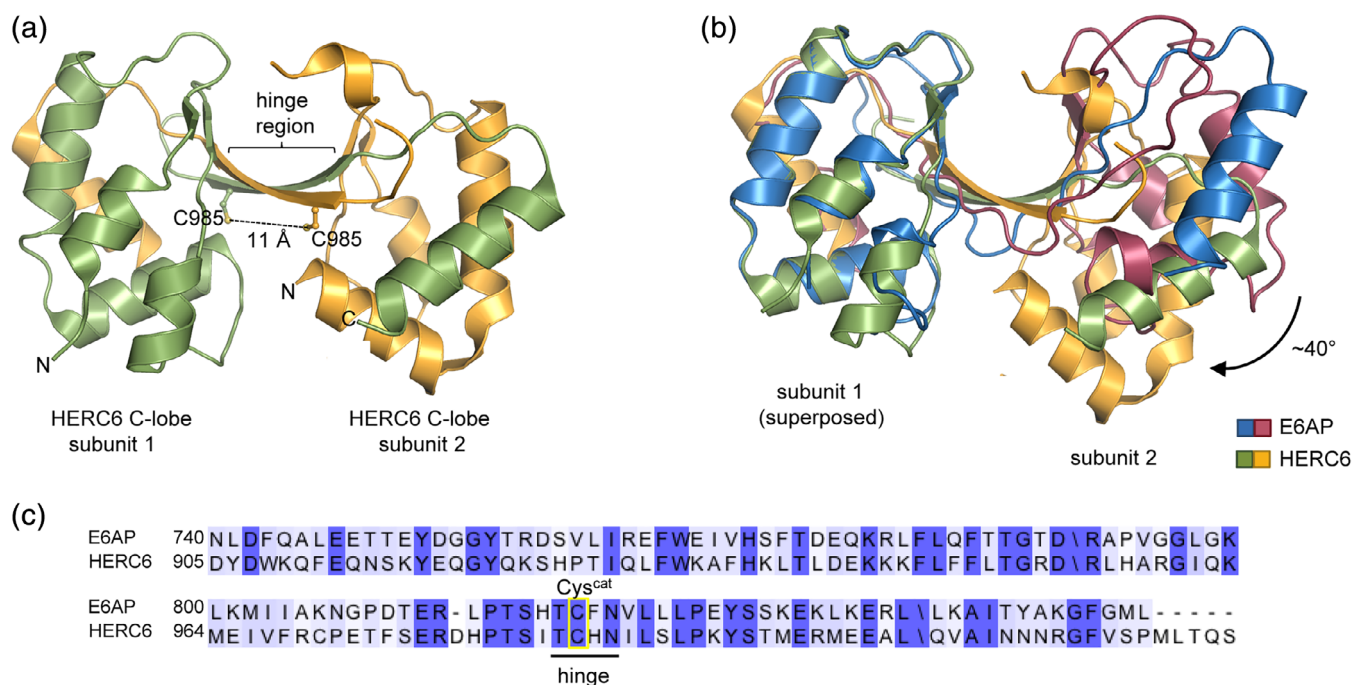 (a)
hinge
region
C985
11 Å
C985
N
C
N
HERC6 C-lobe
subunit 1
HERC6 C-lobe
subunit 2
(b)
~40°
subunit 1
(superposed)
subunit 2
E6AP
HERC6
(c)
E6AP 740 NLDFQALEETTEYDGGYTRDSVLIREFWEIVHSFTDEQKRLFLQFTTGTD\RAPVGGLGK
HERC6 905 DYDWKQFEQNSKYEQGYQKSHPTIQLFWKAFHKLTLDEKKKFLFFLTGRD\RLHARGIQK
Cys^cat
E6AP 800 LKMIIAKNGPDTER-LPTSHTCFNVLLLPEYSSKEKLKERL\LKAITYAKGFGML-----
HERC6 964 MEIVFRCPETFSERDHPTSITCHNILSLPKYSTMERMEEAL\QVAINNNRGFVSPMLTQS
hinge